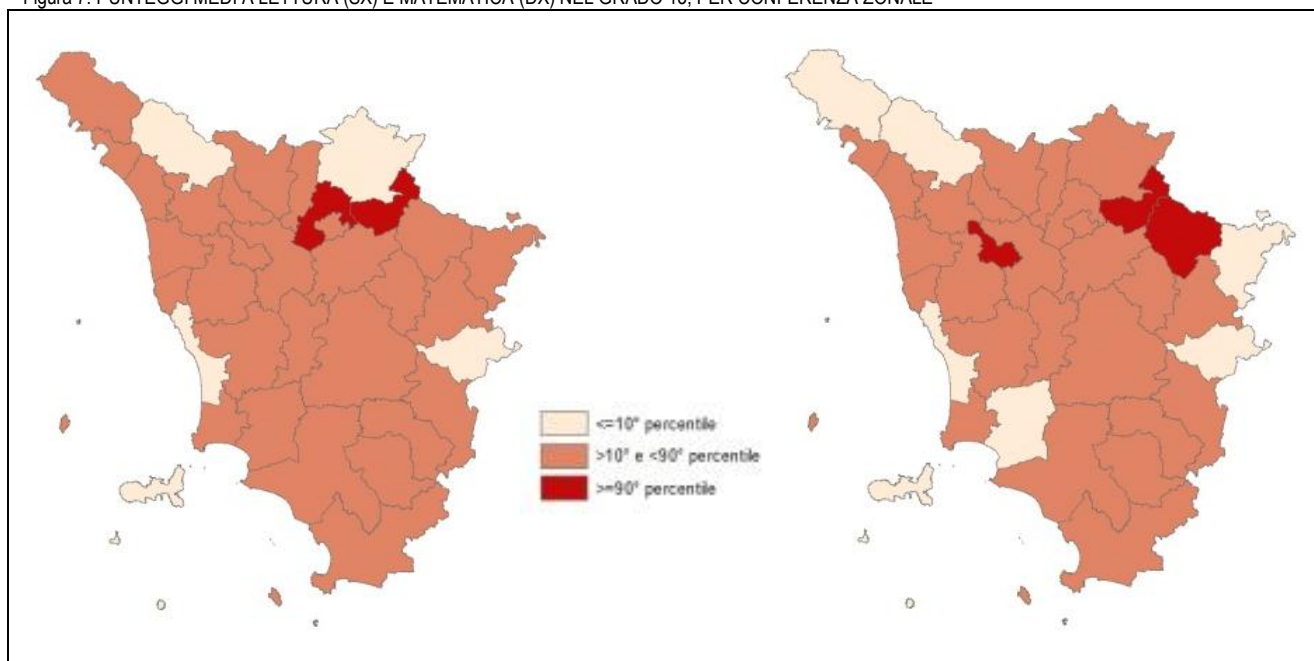 Figura 7. PUNTEGGI MEDI A LETTURA (SX) E MATEMATICA (DX) NEL GRADO 10, PER CONFERENZA ZONALE
<=10° percentile
>10° e <90° percentile
>=90° percentile